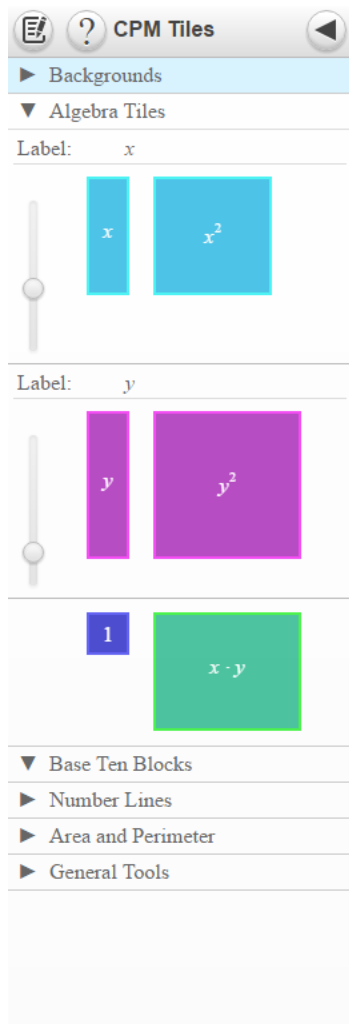 ? CPM Tiles
Backgrounds
Algebra Tiles
Label: x
x x²
Label: y
y y²
1
x · y
Base Ten Blocks
Number Lines
Area and Perimeter
General Tools